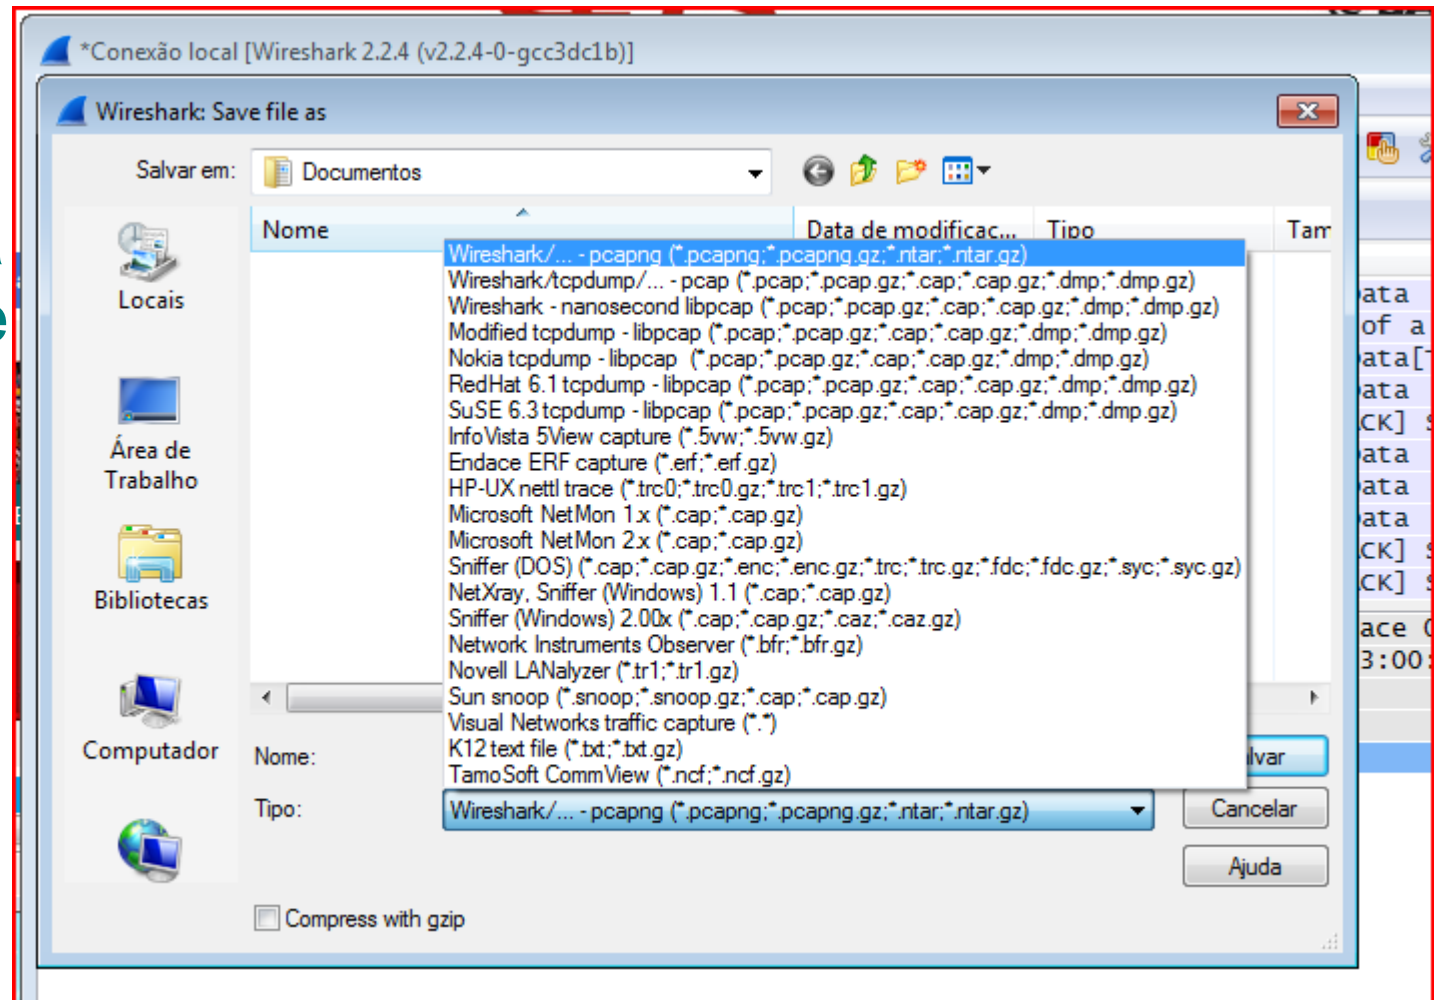 *Conexão local [Wireshark 2.2.4 (v2.2.4-0-gcc3dc1b)]
Wireshark: Save file as
Salvar em:
Documentos
Nome
Data de modificaç...
Tipo
Tam
Locais
Área de
Trabalho
Bibliotecas
Computador
Wireshark/... - pcapng (*.pcapng;*.pcapng.gz;*.ntar;*.ntar.gz)
Wireshark/tcpdump/... - pcap (*.pcap;*.pcap.gz;*.cap;*.cap.gz;*.dmp;*.dmp.gz)
Wireshark - nanosecond libpcap (*.pcap;*.pcap.gz;*.cap;*.cap.gz;*.dmp;*.dmp.gz)
Modified tcpdump - libpcap (*.pcap;*.pcap.gz;*.cap;*.cap.gz;*.dmp;*.dmp.gz)
Nokia tcpdump - libpcap (*.pcap;*.pcap.gz;*.cap;*.cap.gz;*.dmp;*.dmp.gz)
RedHat 6.1 tcpdump - libpcap (*.pcap;*.pcap.gz;*.cap;*.cap.gz;*.dmp;*.dmp.gz)
SuSE 6.3 tcpdump - libpcap (*.pcap;*.pcap.gz;*.cap;*.cap.gz;*.dmp;*.dmp.gz)
InfoVista 5View capture (*.5vw;*.5vw.gz)
Endace ERF capture (*.erf;*.erf.gz)
HP-UX nettl trace (*.trc0;*.trc0.gz;*.trc1;*.trc1.gz)
Microsoft NetMon 1.x (*.cap;*.cap.gz)
Microsoft NetMon 2.x (*.cap;*.cap.gz)
Sniffer (DOS) (*.cap;*.cap.gz;*.enc;*.enc.gz;*.trc;*.trc.gz;*.fdc;*.fdc.gz;*.syc;*.syc.gz)
NetXray, Sniffer (Windows) 1.1 (*.cap;*.cap.gz)
Sniffer (Windows) 2.00x (*.cap;*.cap.gz;*.caz;*.caz.gz)
Network Instruments Observer (*.bfr;*.bfr.gz)
Novell LANalyzer (*.tr1;*.tr1.gz)
Sun snoop (*.snoop;*.snoop.gz;*.cap;*.cap.gz)
Visual Networks traffic capture (*.*)
K12 text file (*.txt;*.txt.gz)
TamoSoft CommView (*.ncf;*.ncf.gz)
Nome:
lvar
Tipo:
Wireshark/... - pcapng (*.pcapng;*.pcapng.gz;*.ntar;*.ntar.gz)
Cancelar
Ajuda
Compress with gzip
ata
of a
ata[
ata
CK]
ata
ata
ata
CK]
CK]
ace
3:00: